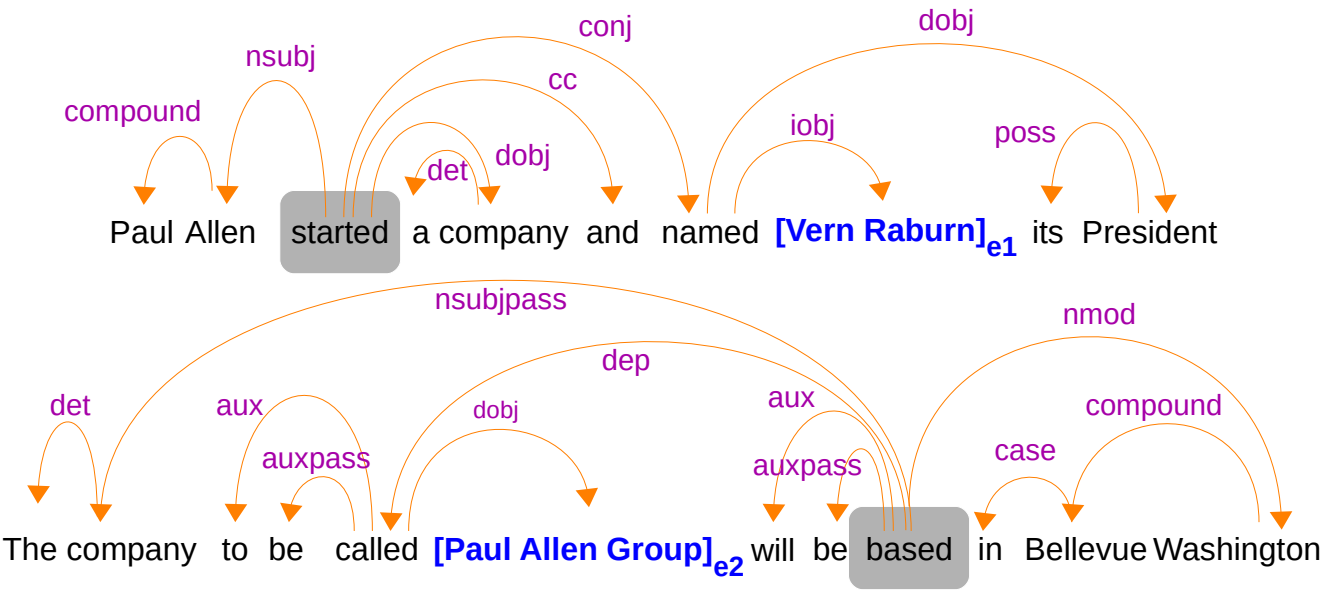 conj
dobj
nsubj
cc
compound
iobj
poss
dobj
det
Paul Allen started a company and named [Vern Raburn]e1 its President
nsubjpass
nmod
dep
det
aux
dobj
aux
compound
auxpass
auxpass
case
The company to be called [Paul Allen Group]e2 will be based in Bellevue Washington